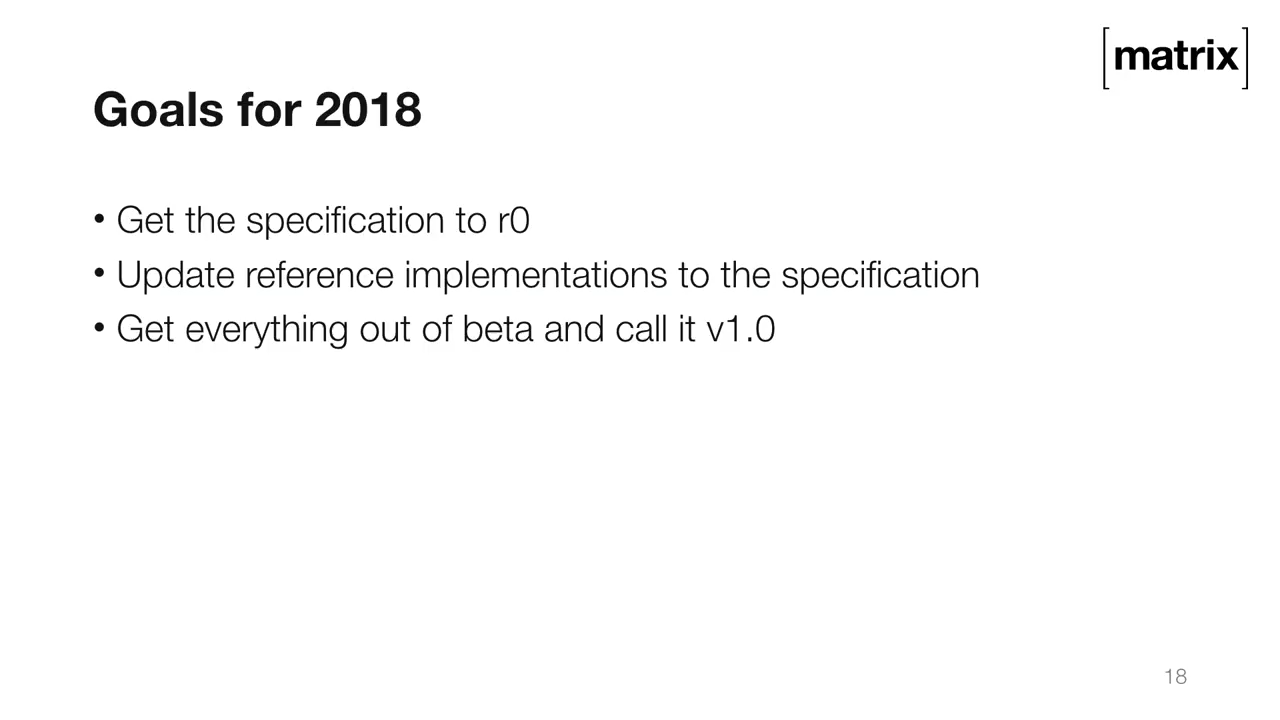 [matrix]
Goals for 2018
• Get the specification to r0
• Update reference implementations to the specification
• Get everything out of beta and call it v1.0
18